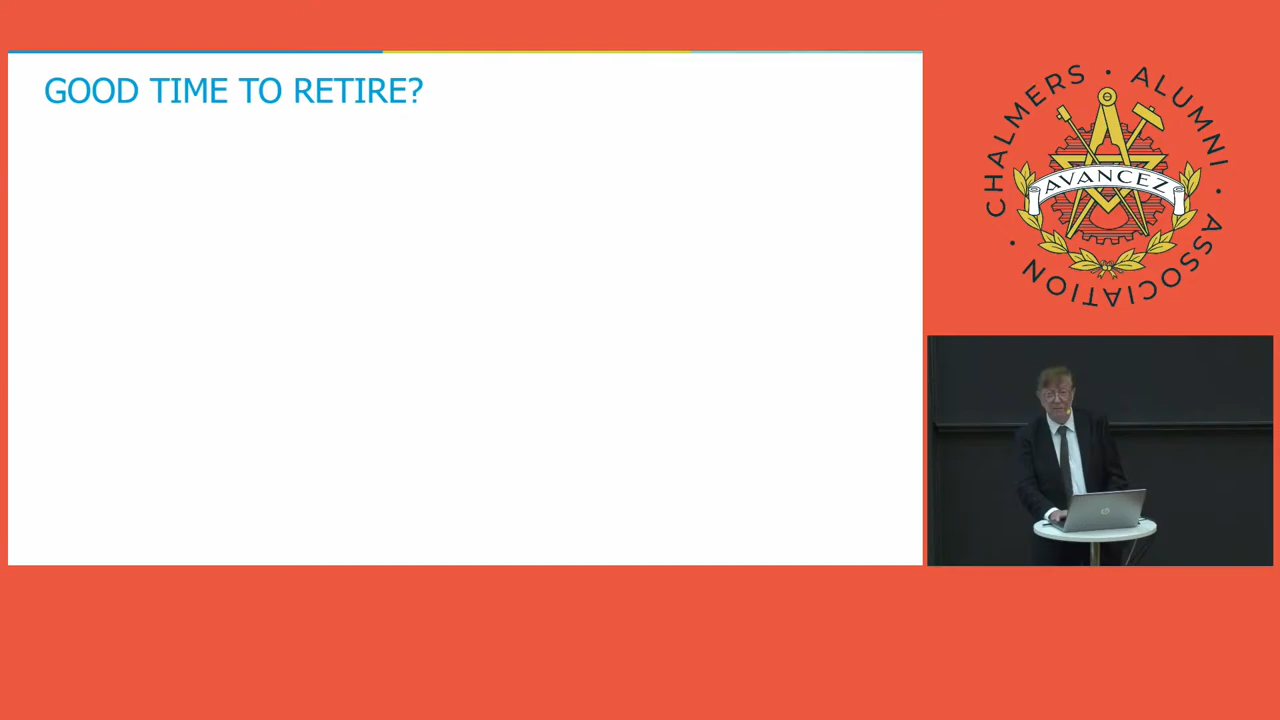 GOOD TIME TO RETIRE?
CHALMERS · ALUMNI · ASSOCIATION ·
AVANCEZ